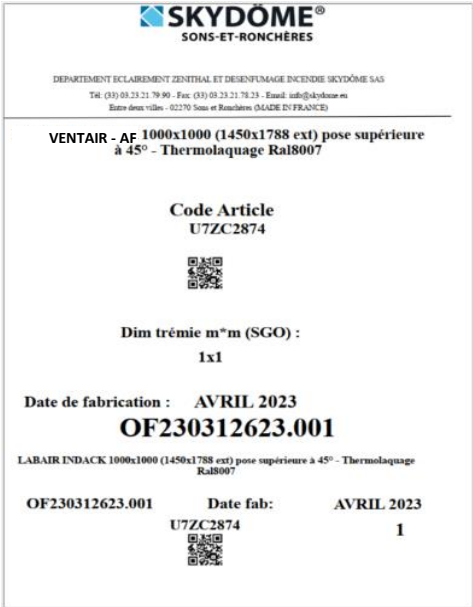 SKYDÔME®
SONS-ET-RONCHÈRES
DEPARTEMENT ECLAIREMENT ZENITHAL ET DESENFUMAGE INCENDIE SKYDÔME SAS
Tél: (33) 03.23.21.79.90 - Fax: (33) 03.23.21.78.23 - Email: info@skydome.eu
Entre deux villes - 02270 Sons et Ronchères (MADE IN FRANCE)
VENTAIR - AF 1000x1000 (1450x1788 ext) pose supérieure
à 45° - Thermolaquage Ral8007
Code Article
U7ZC2874
Dim trémie m*m (SGO) :
1x1
Date de fabrication : AVRIL 2023
OF230312623.001
LABAIR INDACK 1000x1000 (1450x1788 ext) pose supérieure à 45° - Thermolaquage
Ral8007
OF230312623.001 Date fab: AVRIL 2023
U7ZC2874
1